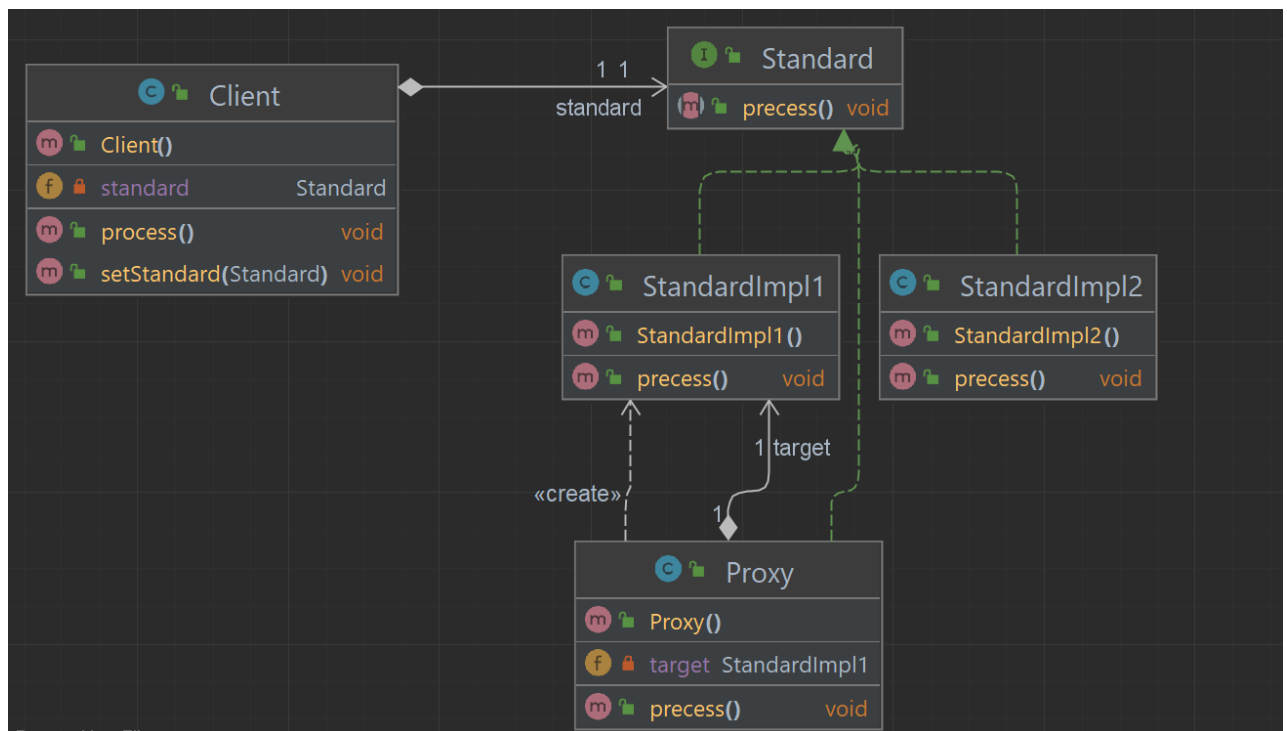 Client
Client()
standard Standard
process() void
setStandard(Standard) void
1 1
standard
Standard
precess() void
StandardImpl1
StandardImpl1()
precess() void
StandardImpl2
StandardImpl2()
precess() void
1 target
«create»
1
Proxy
Proxy()
target StandardImpl1
precess() void